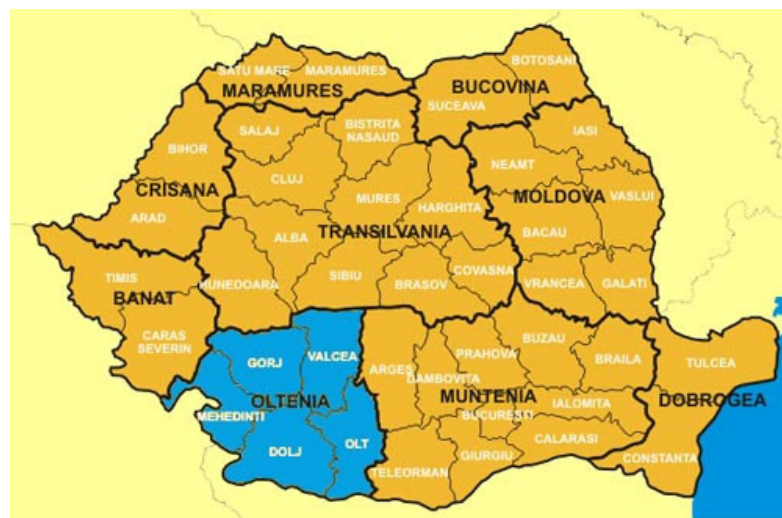 BOTOSANI
SATU MARE
MARAMURES
MARAMURES
BUCOVINA
SUCEAVA
SALAJ
BISTRITA
NASAUD
IASI
BIHOR
NEAMT
CLUJ
CRISANA
MURES
MOLDOVA
VASLUI
ARAD
HARGHITA
ALBA
TRANSILVANIA
BACAU
TIMIS
HUNEDOARA
SIBIU
BRASOV
COVASNA
VRANCEA
GALATI
BANAT
CARAS
SEVERIN
GORJ
VALCEA
ARGES
PRAHOVA
BUZAU
BRAILA
TULCEA
DAMBOVITA
OLTENIA
MUNTENIA
IALOMITA
DOBROGEA
MEHEDINTI
BUCURESTI
OLT
CALARASI
DOLJ
GIURGIU
CONSTANTA
TELEORMAN